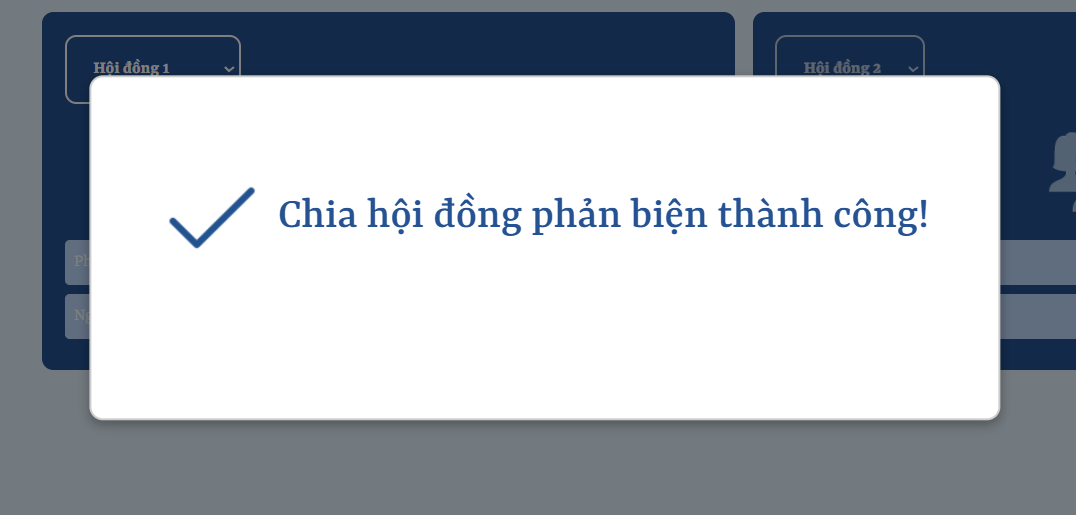 Hội đồng 1
Hội đồng 2
Chia hội đồng phản biện thành công!